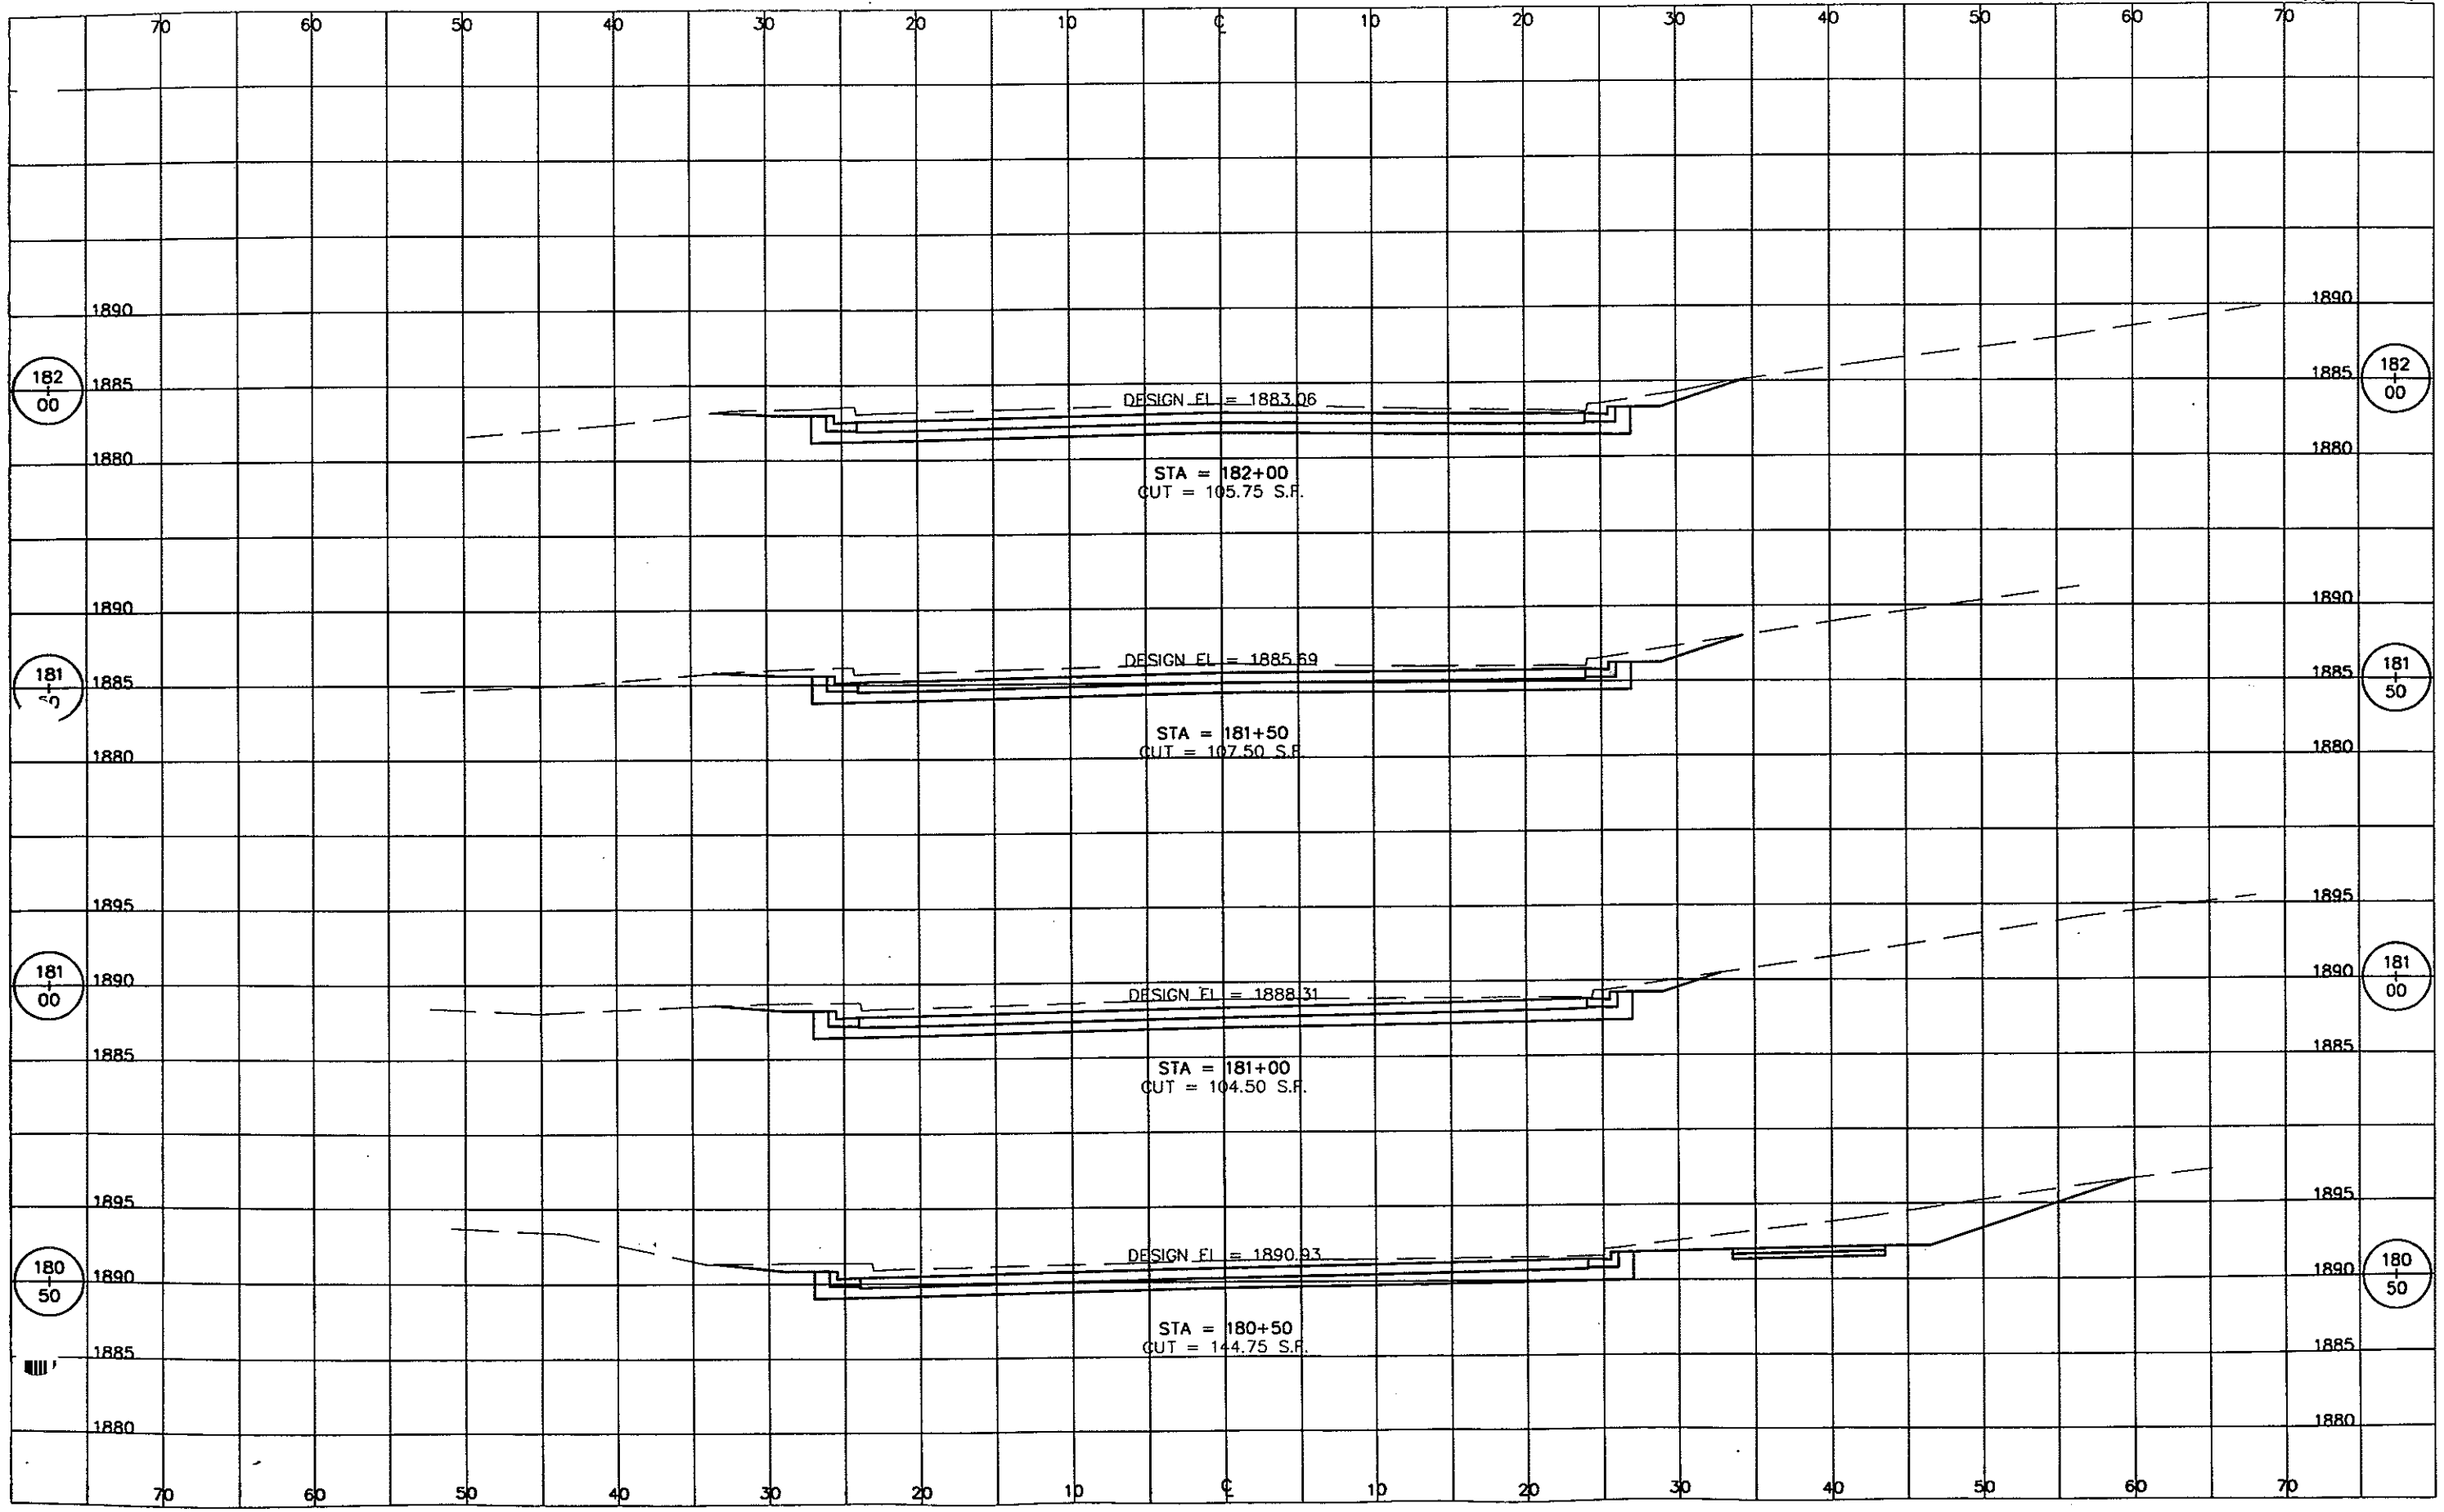 70 60 50 40 30 20 10 ℄ 10 20 30 40 50 60 70
1890 1890
182 1885 DESIGN EL = 1883.06 1885 182
00 00
1880 1880
STA = 182+00
CUT = 105.75 S.F.
1890 1890
181 1885 DESIGN EL = 1885.69 1885 181
50
STA = 181+50
1880 CUT = 107.50 S.F. 1880
1895 1895
181 1890 DESIGN EL = 1888.31 1890 181
00 00
1885 1885
STA = 181+00
CUT = 104.50 S.F.
1895 1895
180 1890 DESIGN EL = 1890.93 1890 180
50 50
STA = 180+50
1885 CUT = 144.75 S.F. 1885
1880 1880
70 60 50 40 30 20 10 ℄ 10 20 30 40 50 60 70